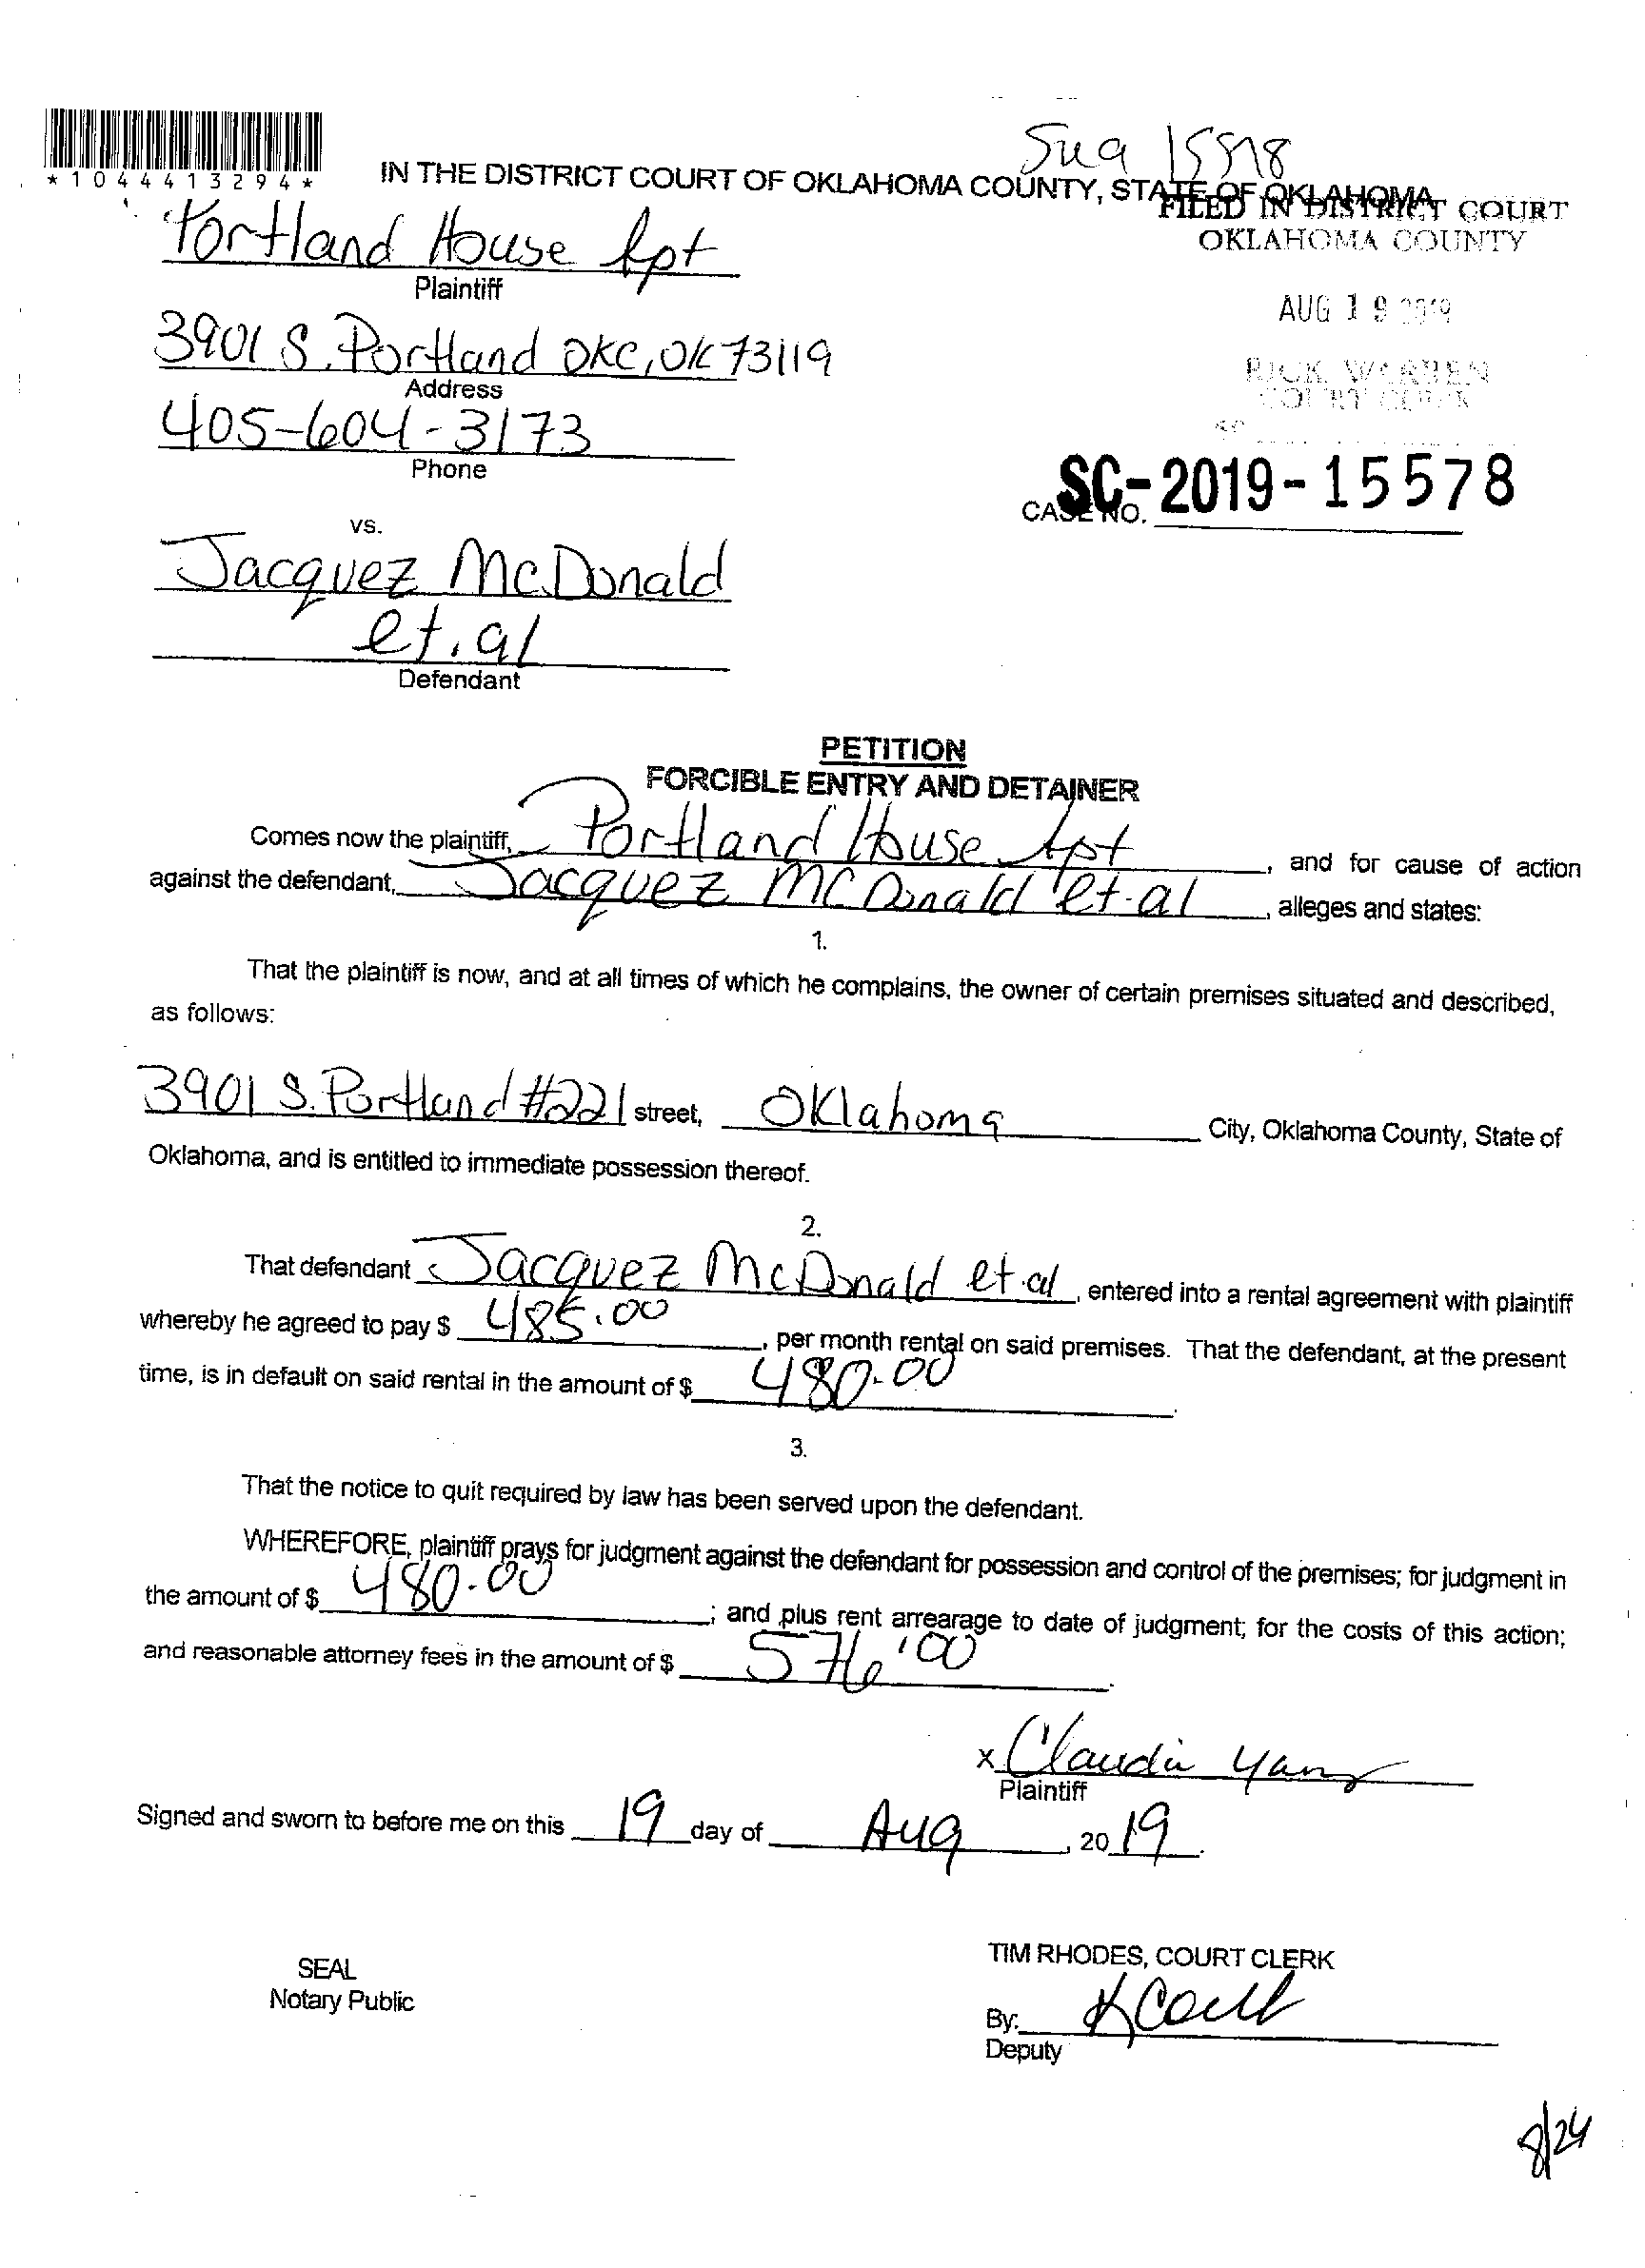 Sua 15578
*1044413294*
IN THE DISTRICT COURT OF OKLAHOMA COUNTY, STATE OF OKLAHOMA
FILED IN DISTRICT COURT
OKLAHOMA COUNTY
Portland House Apt
Plaintiff
AUG 19 2019
3901 S. Portland OKC, OK 73119
Address
RICK WARREN
COURT CLERK
405-604-3173
Phone
SC-2019-15578
CASE NO.
vs.
Jacquez McDonald
et. al
Defendant
PETITION
FORCIBLE ENTRY AND DETAINER
Comes now the plaintiff, Portland House Apt, and for cause of action
against the defendant, Jacquez McDonald et-al, alleges and states:
1.
That the plaintiff is now, and at all times of which he complains, the owner of certain premises situated and described,
as follows:
3901 S. Portland #221 street, Oklahoma City, Oklahoma County, State of
Oklahoma, and is entitled to immediate possession thereof.
2.
That defendant Jacquez McDonald et al, entered into a rental agreement with plaintiff
whereby he agreed to pay $ 485.00, per month rental on said premises. That the defendant, at the present
time, is in default on said rental in the amount of $ 480.00.
3.
That the notice to quit required by law has been served upon the defendant.
WHEREFORE, plaintiff prays for judgment against the defendant for possession and control of the premises; for judgment in
the amount of $ 480.00; and plus rent arrearage to date of judgment; for the costs of this action;
and reasonable attorney fees in the amount of $ 576.00.
x Claudia Yanz
Plaintiff
Signed and sworn to before me on this 19 day of Aug, 2019.
SEAL
Notary Public
TIM RHODES, COURT CLERK
By:
Deputy
8/24